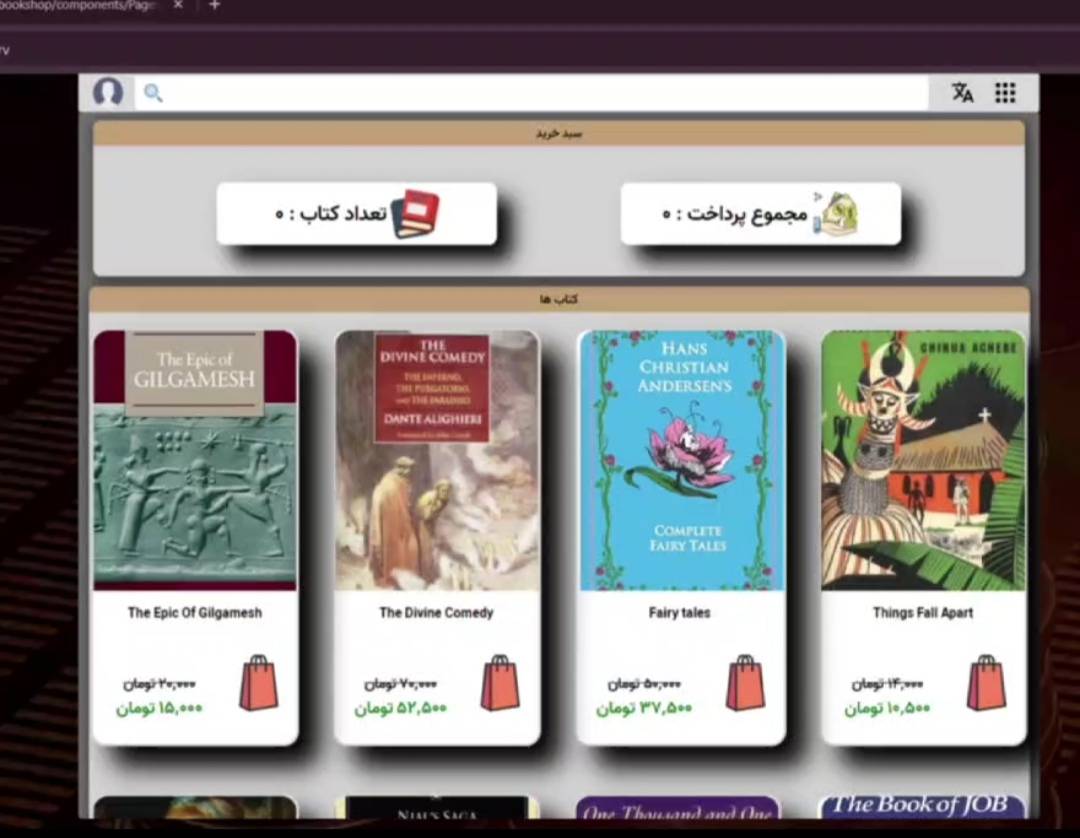 bookshop/components/Page
سبد خرید
تعداد کتاب : ۰
مجموع پرداخت : ۰
کتاب ها
The Epic of
GILGAMESH
The Epic Of Gilgamesh
۲۰,۰۰۰ تومان
۱۵,۰۰۰ تومان
THE
DIVINE COMEDY
THE INFERNO,
THE PURGATORIO,
AND THE PARADISO
DANTE ALIGHIERI
The Divine Comedy
۷۰,۰۰۰ تومان
۵۲,۵۰۰ تومان
HANS
CHRISTIAN
ANDERSEN'S
COMPLETE
FAIRY TALES
Fairy tales
۵۰,۰۰۰ تومان
۳۷,۵۰۰ تومان
CHINUA ACHEBE
Things Fall Apart
۱۴,۰۰۰ تومان
۱۰,۵۰۰ تومان
NJAL'S SAGA
One Thousand and One
The Book of JOB